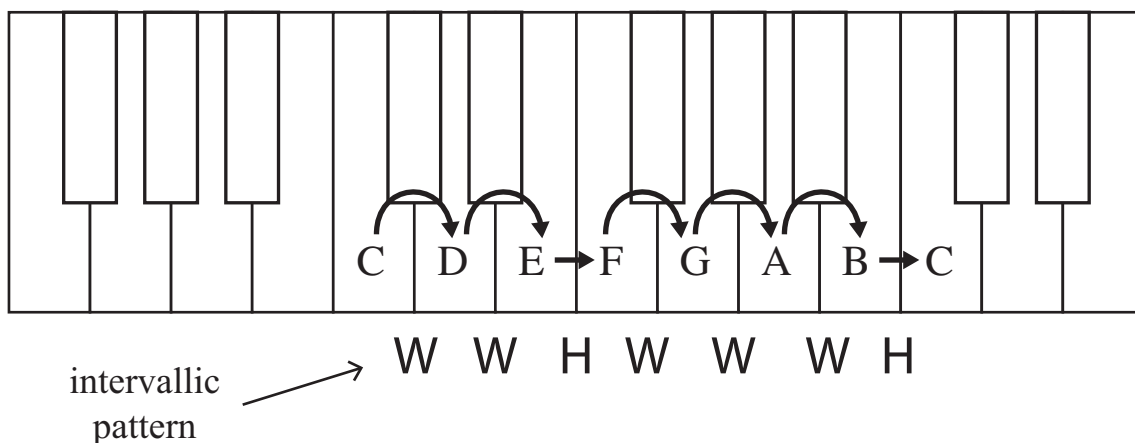 C D E F G A B C
W W H W W W H
intervallic
pattern